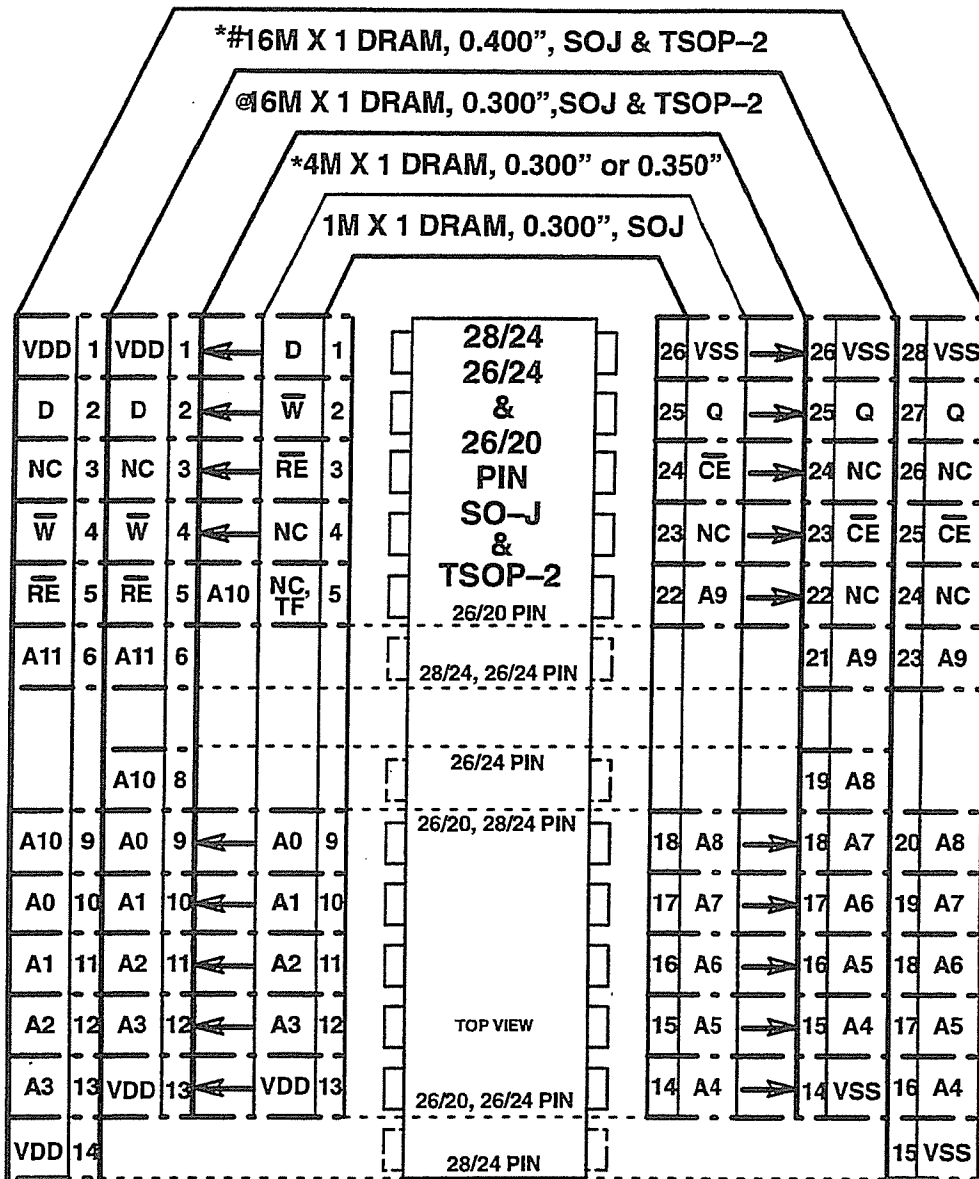 *#16M X 1 DRAM, 0.400", SOJ & TSOP–2
@16M X 1 DRAM, 0.300",SOJ & TSOP–2
*4M X 1 DRAM, 0.300" or 0.350"
1M X 1 DRAM, 0.300", SOJ
28/24
26/24
&
26/20
PIN
SO–J
&
TSOP–2
26/20 PIN
VDD 1 VDD 1 D 1 26 VSS 26 VSS 28 VSS
D 2 D 2 W̅ 2 25 Q 25 Q 27 Q
NC 3 NC 3 R̅E̅ 3 24 C̅E̅ 24 NC 26 NC
W̅ 4 W̅ 4 NC 4 23 NC 23 C̅E̅ 25 C̅E̅
R̅E̅ 5 R̅E̅ 5 A10 NC, TF 5 22 A9 22 NC 24 NC
A11 6 A11 6 28/24, 26/24 PIN 21 A9 23 A9
A10 8 26/24 PIN 19 A8
26/20, 28/24 PIN
A10 9 A0 9 A0 9 18 A8 18 A7 20 A8
A0 10 A1 10 A1 10 17 A7 17 A6 19 A7
A1 11 A2 11 A2 11 16 A6 16 A5 18 A6
A2 12 A3 12 A3 12 TOP VIEW 15 A5 15 A4 17 A5
A3 13 VDD 13 VDD 13 26/20, 26/24 PIN 14 A4 14 VSS 16 A4
VDD 14 28/24 PIN 15 VSS